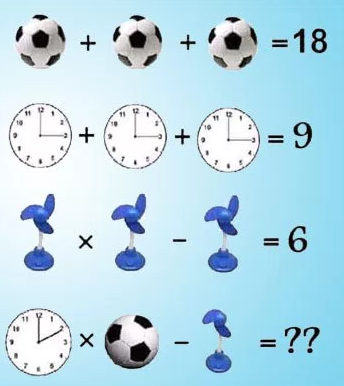 + + =18
+ + = 9
× − = 6
× − = ??